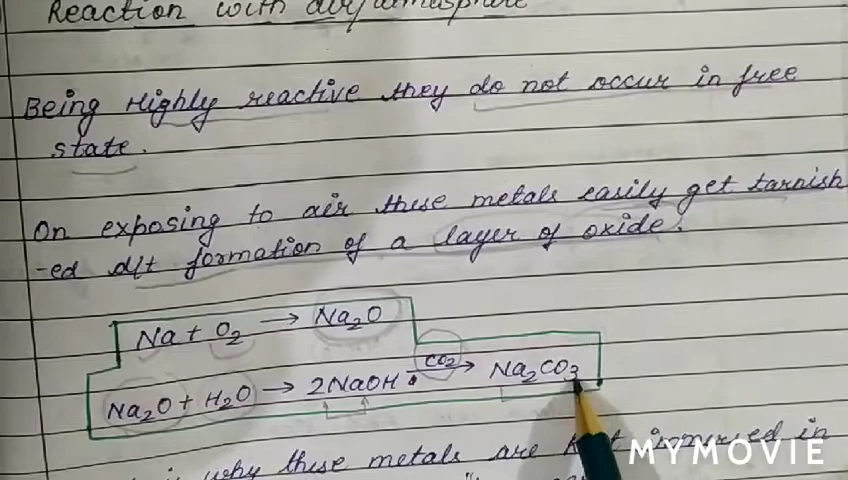 Reaction with air/atmosphere
Being Highly reactive they do not occur in free
state.
On exposing to air these metals easily get tarnish
-ed d/t formation of a layer of oxide.
Na + O₂ → Na₂O
Na₂O + H₂O → 2NaOH CO₂→ Na₂CO₃
why these metals are immersed in
MYMOVIE